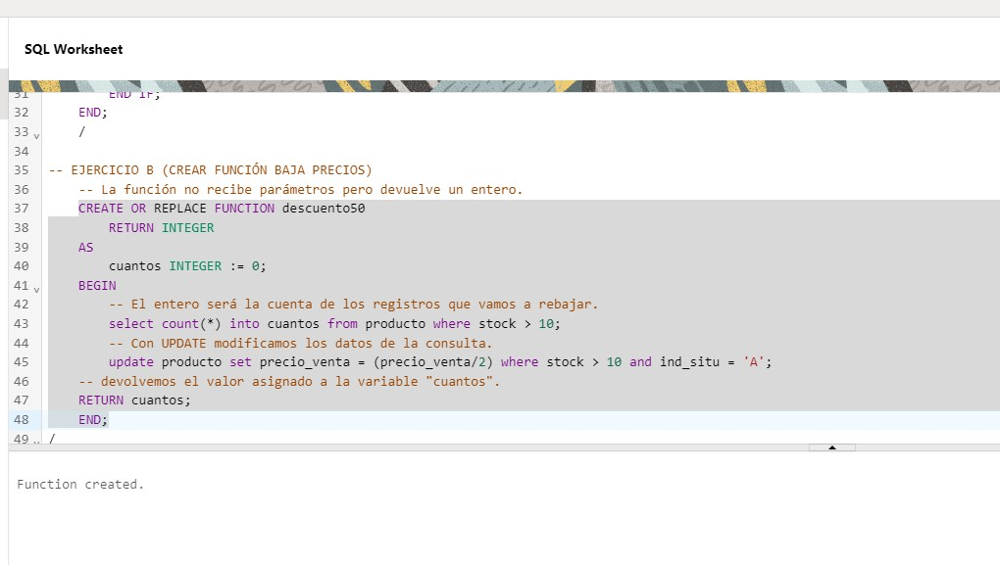 SQL Worksheet
31 END IF;
32 END;
33 /
34
35 -- EJERCICIO B (CREAR FUNCIÓN BAJA PRECIOS)
36 -- La función no recibe parámetros pero devuelve un entero.
37 CREATE OR REPLACE FUNCTION descuento50
38 RETURN INTEGER
39 AS
40 cuantos INTEGER := 0;
41 BEGIN
42 -- El entero será la cuenta de los registros que vamos a rebajar.
43 select count(*) into cuantos from producto where stock > 10;
44 -- Con UPDATE modificamos los datos de la consulta.
45 update producto set precio_venta = (precio_venta/2) where stock > 10 and ind_situ = 'A';
46 -- devolvemos el valor asignado a la variable "cuantos".
47 RETURN cuantos;
48 END;
49 /
Function created.